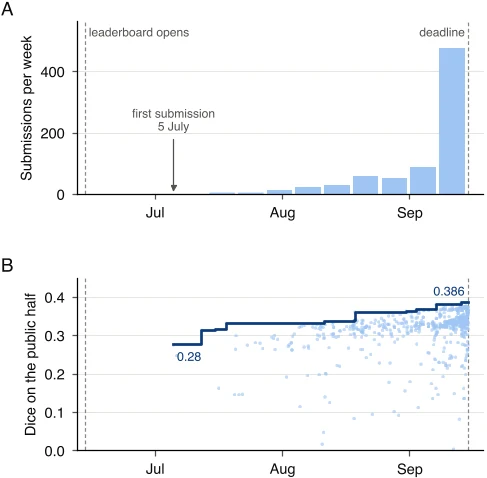 A
leaderboard opens
deadline
Submissions per week
400
200
0
first submission
5 July
Jul
Aug
Sep
B
Dice on the public half
0.4
0.3
0.2
0.1
0.0
0.28
0.386
Jul
Aug
Sep